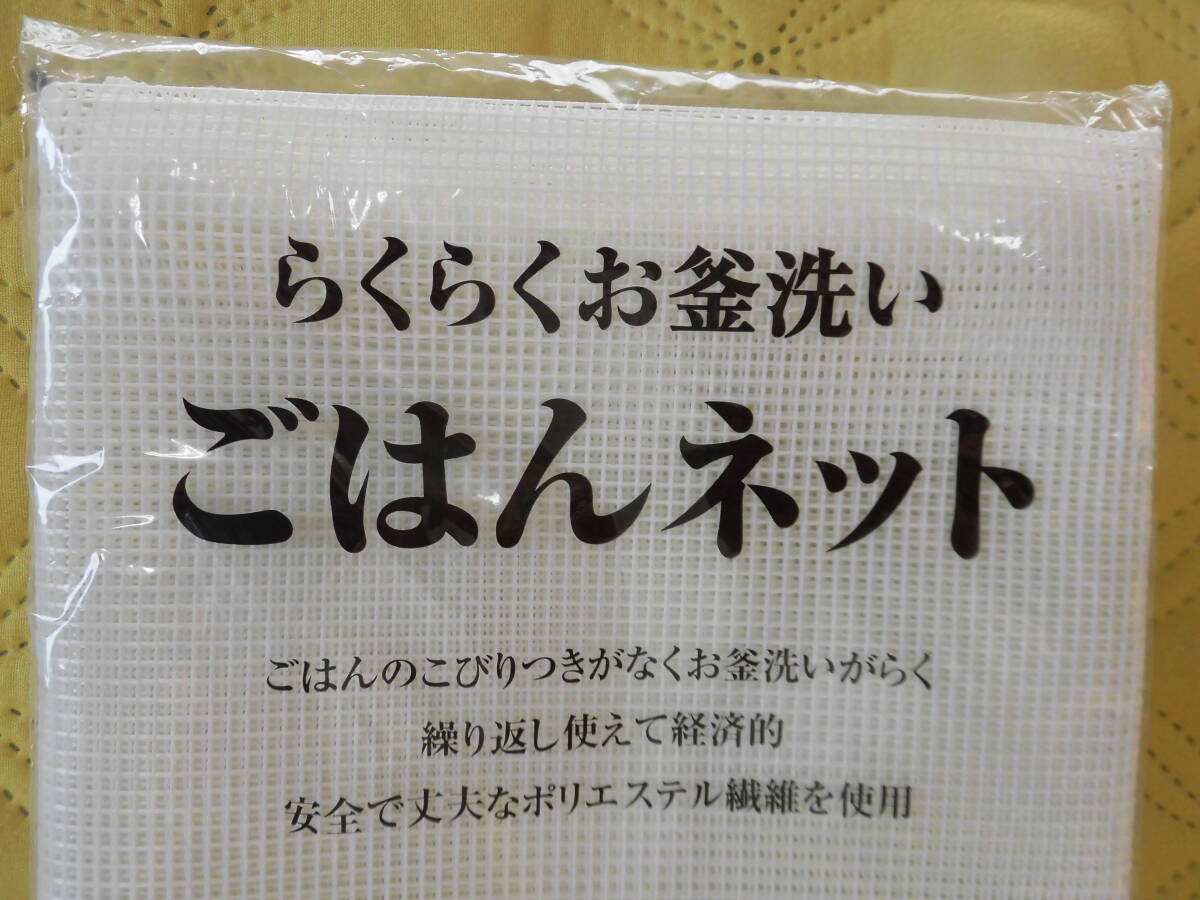 らくらくお釜洗い
ごはんネット
ごはんのこびりつきがなくお釜洗いがらく
繰り返し使えて経済的
安全で丈夫なポリエステル繊維を使用